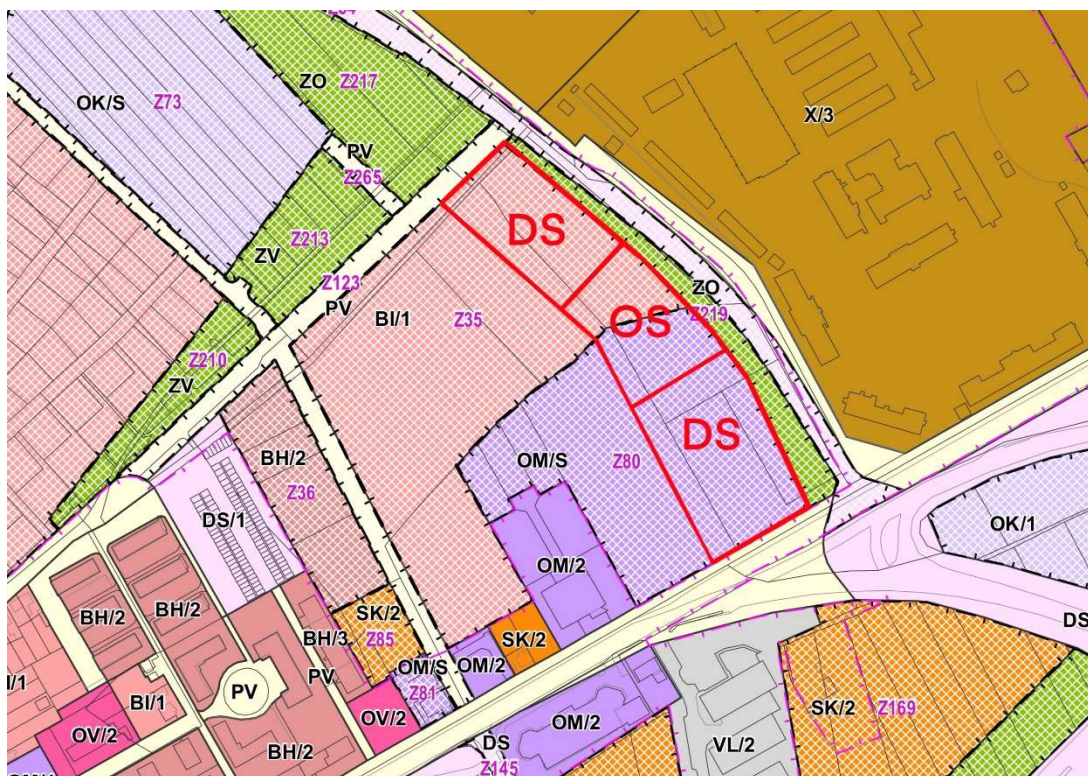 OK/S Z73
ZO Z217
X/3
PV
Z265
DS
ZV Z213
Z123
PV
ZO
Z219
BI/1 Z35
OS
Z210
ZV
DS
BH/2
Z36
OM/S Z80
DS/1
OK/1
OM/2
BH/2
BH/2
SK/2
Z85
SK/2
BH/3
DS
OM/S
OM/2
Z81
PV
PV
BI/1
OV/2
OM/2
SK/2 Z169
OV/2
BH/2
DS
Z145
VL/2